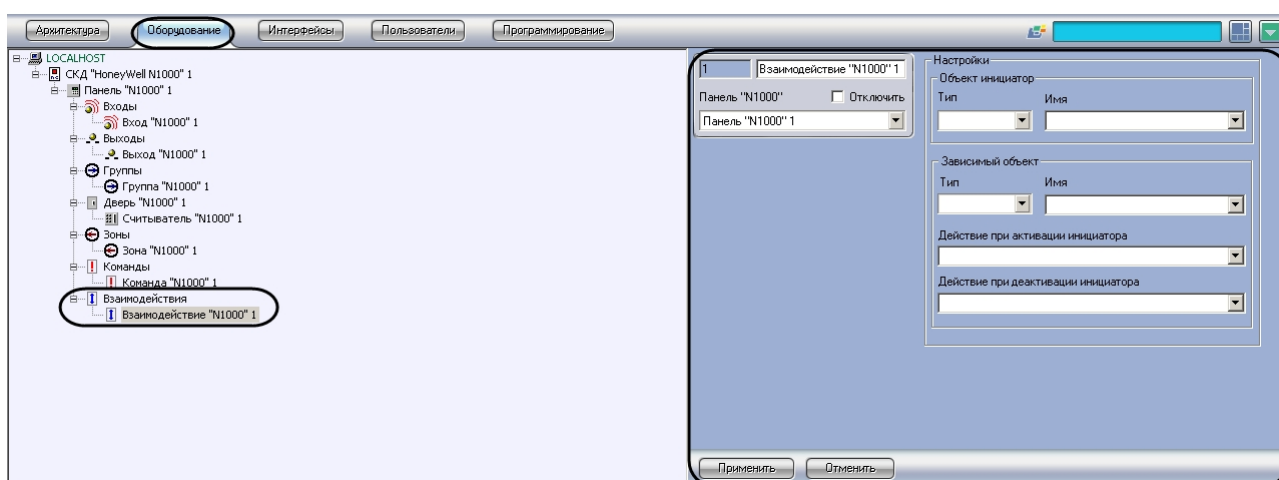 Архитектура Оборудование Интерфейсы Пользователи Программирование
LOCALHOST
СКД "HoneyWell N1000" 1
Панель "N1000" 1
Входы
Вход "N1000" 1
Выходы
Выход "N1000" 1
Группы
Группа "N1000" 1
Дверь "N1000" 1
Считыватель "N1000" 1
Зоны
Зона "N1000" 1
Команды
Команда "N1000" 1
Взаимодействия
Взаимодействие "N1000" 1
1 Взаимодействие "N1000" 1
Панель "N1000" Отключить
Панель "N1000" 1
Настройки
Объект инициатор
Тип Имя
Зависимый объект
Тип Имя
Действие при активации инициатора
Действие при деактивации инициатора
Применить Отменить